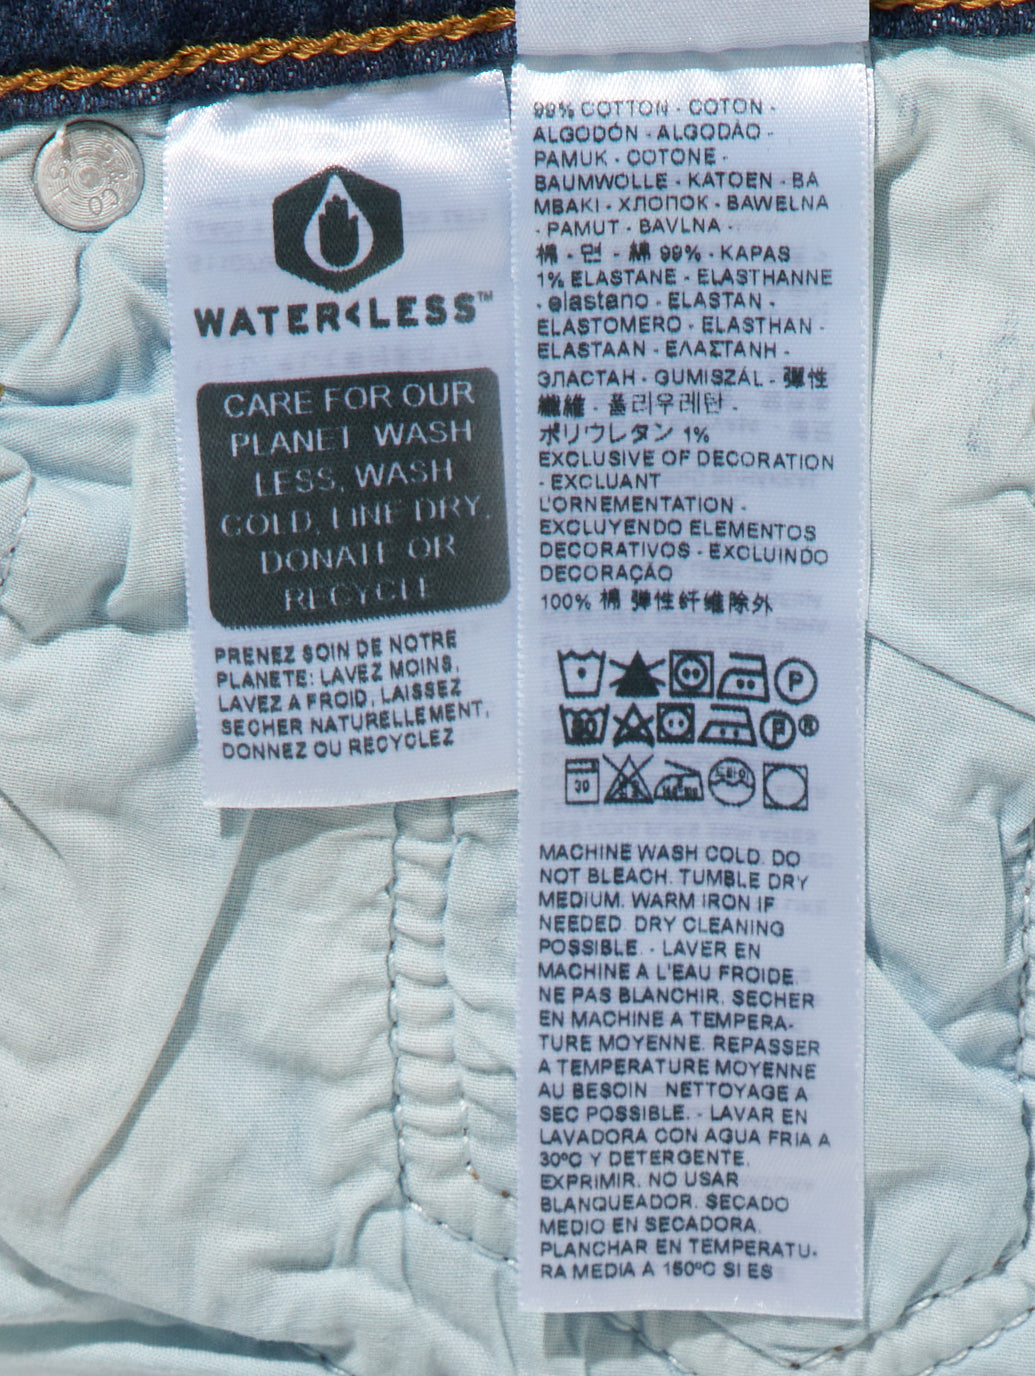 WATER<LESS™
CARE FOR OUR
PLANET WASH
LESS, WASH
COLD, LINE DRY,
DONATE OR
RECYCLE
PRENEZ SOIN DE NOTRE
PLANETE: LAVEZ MOINS,
LAVEZ A FROID, LAISSEZ
SECHER NATURELLEMENT,
DONNEZ OU RECYCLEZ
99% COTTON - COTON -
ALGODÓN - ALGODÃO -
PAMUK - COTONE -
BAUMWOLLE - KATOEN - BA
MBAKI - ХЛОПОК - BAWELNA
- PAMUT - BAVLNA -
棉 - 면 - 綿 99% - KAPAS
1% ELASTANE - ELASTHANNE
- elastano - ELASTAN -
ELASTOMERO - ELASTHAN -
ELASTAAN - ΕΛΑΣΤΑΝΗ -
ЭЛАСТАН - GUMISZÁL - 彈性
纖維 - 폴리우레탄 -
ポリウレタン 1%
EXCLUSIVE OF DECORATION
- EXCLUANT
L'ORNEMENTATION -
EXCLUYENDO ELEMENTOS
DECORATIVOS - EXCLUINDO
DECORAÇÃO
100% 棉 弹性纤维除外
P
30 P ®
30 드라이
MACHINE WASH COLD. DO
NOT BLEACH. TUMBLE DRY
MEDIUM. WARM IRON IF
NEEDED. DRY CLEANING
POSSIBLE. - LAVER EN
MACHINE A L'EAU FROIDE.
NE PAS BLANCHIR. SECHER
EN MACHINE A TEMPERA-
TURE MOYENNE. REPASSER
A TEMPERATURE MOYENNE
AU BESOIN NETTOYAGE A
SEC POSSIBLE. - LAVAR EN
LAVADORA CON AGUA FRIA A
30ºC Y DETERGENTE.
EXPRIMIR. NO USAR
BLANQUEADOR. SECADO
MEDIO EN SECADORA.
PLANCHAR EN TEMPERATU-
RA MEDIA A 150ºC SI ES